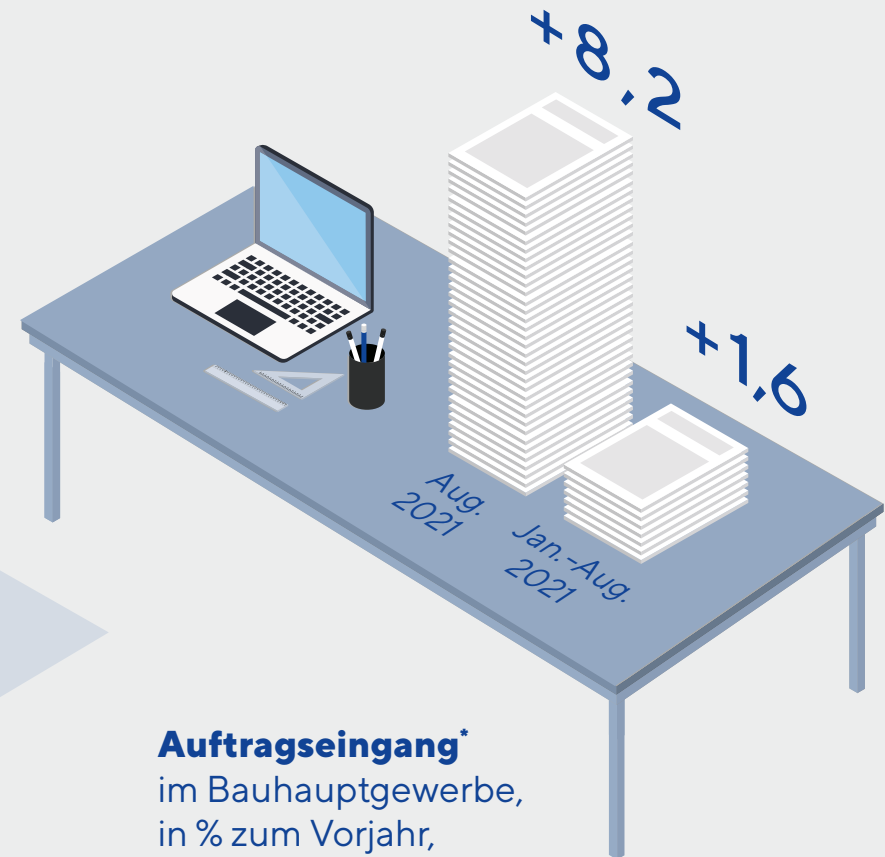 +8,2
+1,6
Aug.
2021
Jan.-Aug.
2021
Auftragseingang*
im Bauhauptgewerbe,
in % zum Vorjahr,